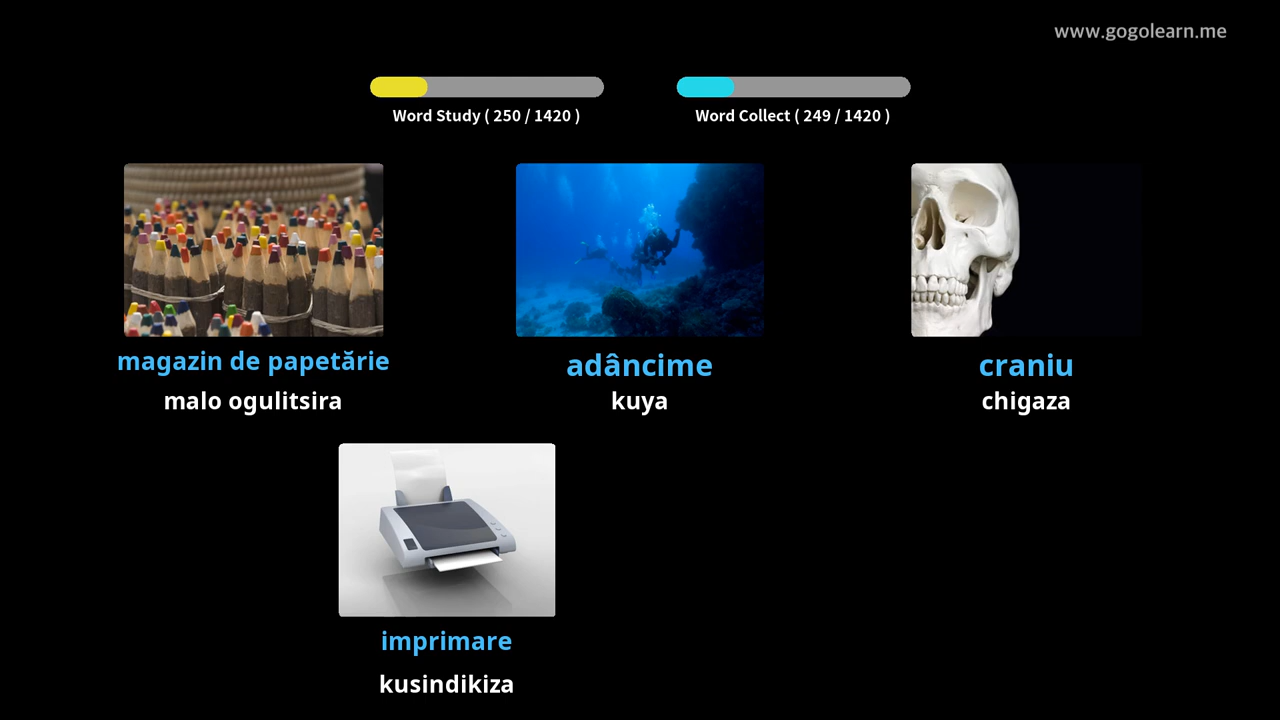 www.gogolearn.me
Word Study ( 250 / 1420 )
Word Collect ( 249 / 1420 )
magazin de papetărie
malo ogulitsira
adâncime
kuya
craniu
chigaza
imprimare
kusindikiza